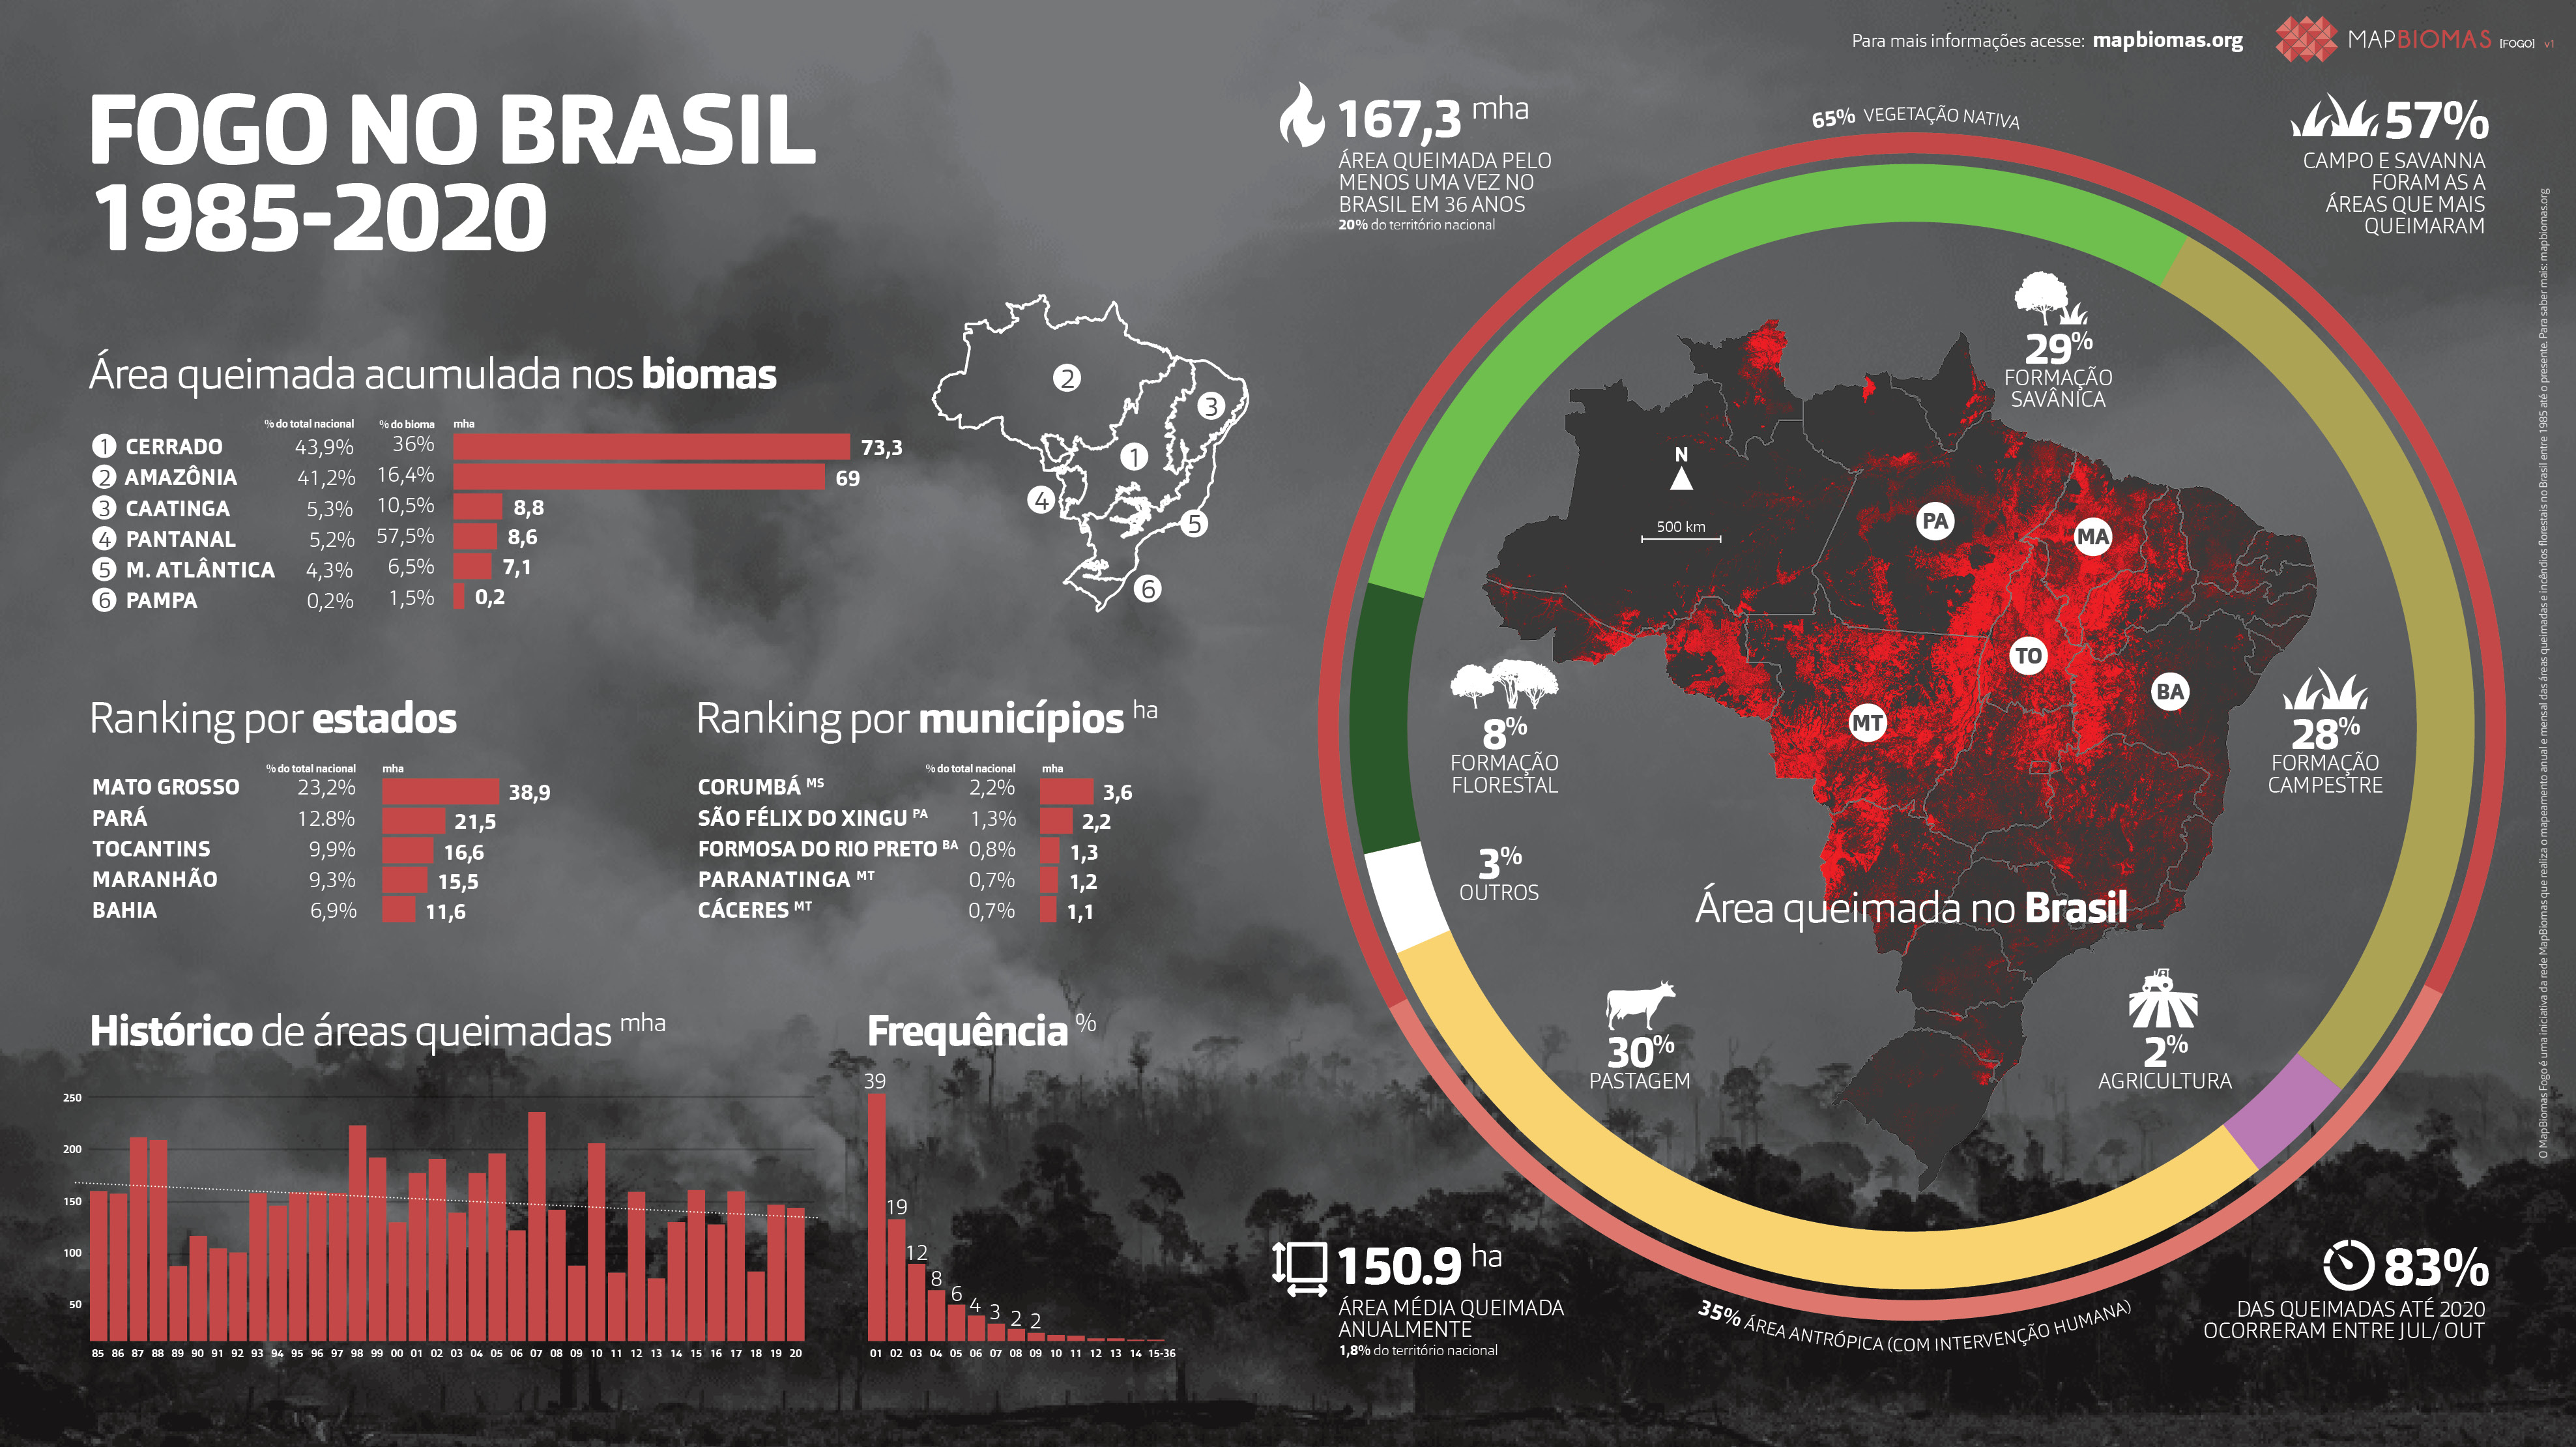 Para mais informações acesse: mapbiomas.org
MAPBIOMAS [FOGO] v1
FOGO NO BRASIL
1985-2020
Área queimada acumulada nos biomas
% do total nacional % do bioma mha
1 CERRADO 43,9% 36% 73,3
2 AMAZÔNIA 41,2% 16,4% 69
3 CAATINGA 5,3% 10,5% 8,8
4 PANTANAL 5,2% 57,5% 8,6
5 M. ATLÂNTICA 4,3% 6,5% 7,1
6 PAMPA 0,2% 1,5% 0,2
2
3
1
4
5
6
Ranking por estados
% do total nacional mha
MATO GROSSO 23,2% 38,9
PARÁ 12.8% 21,5
TOCANTINS 9,9% 16,6
MARANHÃO 9,3% 15,5
BAHIA 6,9% 11,6
Ranking por municípios ha
% do total nacional mha
CORUMBÁ MS 2,2% 3,6
SÃO FÉLIX DO XINGU PA 1,3% 2,2
FORMOSA DO RIO PRETO BA 0,8% 1,3
PARANATINGA MT 0,7% 1,2
CÁCERES MT 0,7% 1,1
Histórico de áreas queimadas mha
250
200
150
100
50
85 86 87 88 89 90 91 92 93 94 95 96 97 98 99 00 01 02 03 04 05 06 07 08 09 10 11 12 13 14 15 16 17 18 19 20
Frequência %
39
19
12
8
6
4
3
2
2
01 02 03 04 05 06 07 08 09 10 11 12 13 14 15-36
167,3 mha
ÁREA QUEIMADA PELO
MENOS UMA VEZ NO
BRASIL EM 36 ANOS
20% do território nacional
65% VEGETAÇÃO NATIVA
57%
CAMPO E SAVANNA
FORAM AS A
ÁREAS QUE MAIS
QUEIMARAM
29%
FORMAÇÃO
SAVÂNICA
N
500 km
PA
MA
TO
BA
MT
8%
FORMAÇÃO
FLORESTAL
28%
FORMAÇÃO
CAMPESTRE
3%
OUTROS
Área queimada no Brasil
30%
PASTAGEM
2%
AGRICULTURA
150.9 ha
ÁREA MÉDIA QUEIMADA
ANUALMENTE
1,8% do território nacional
35% ÁREA ANTRÓPICA (COM INTERVENÇÃO HUMANA)
83%
DAS QUEIMADAS ATÉ 2020
OCORRERAM ENTRE JUL/ OUT
O MapBiomas Fogo é uma iniciativa da rede MapBiomas que realiza o mapeamento anual e mensal das áreas queimadas e incêndios florestais no Brasil entre 1985 até o presente. Para saber mais: mapbiomas.org